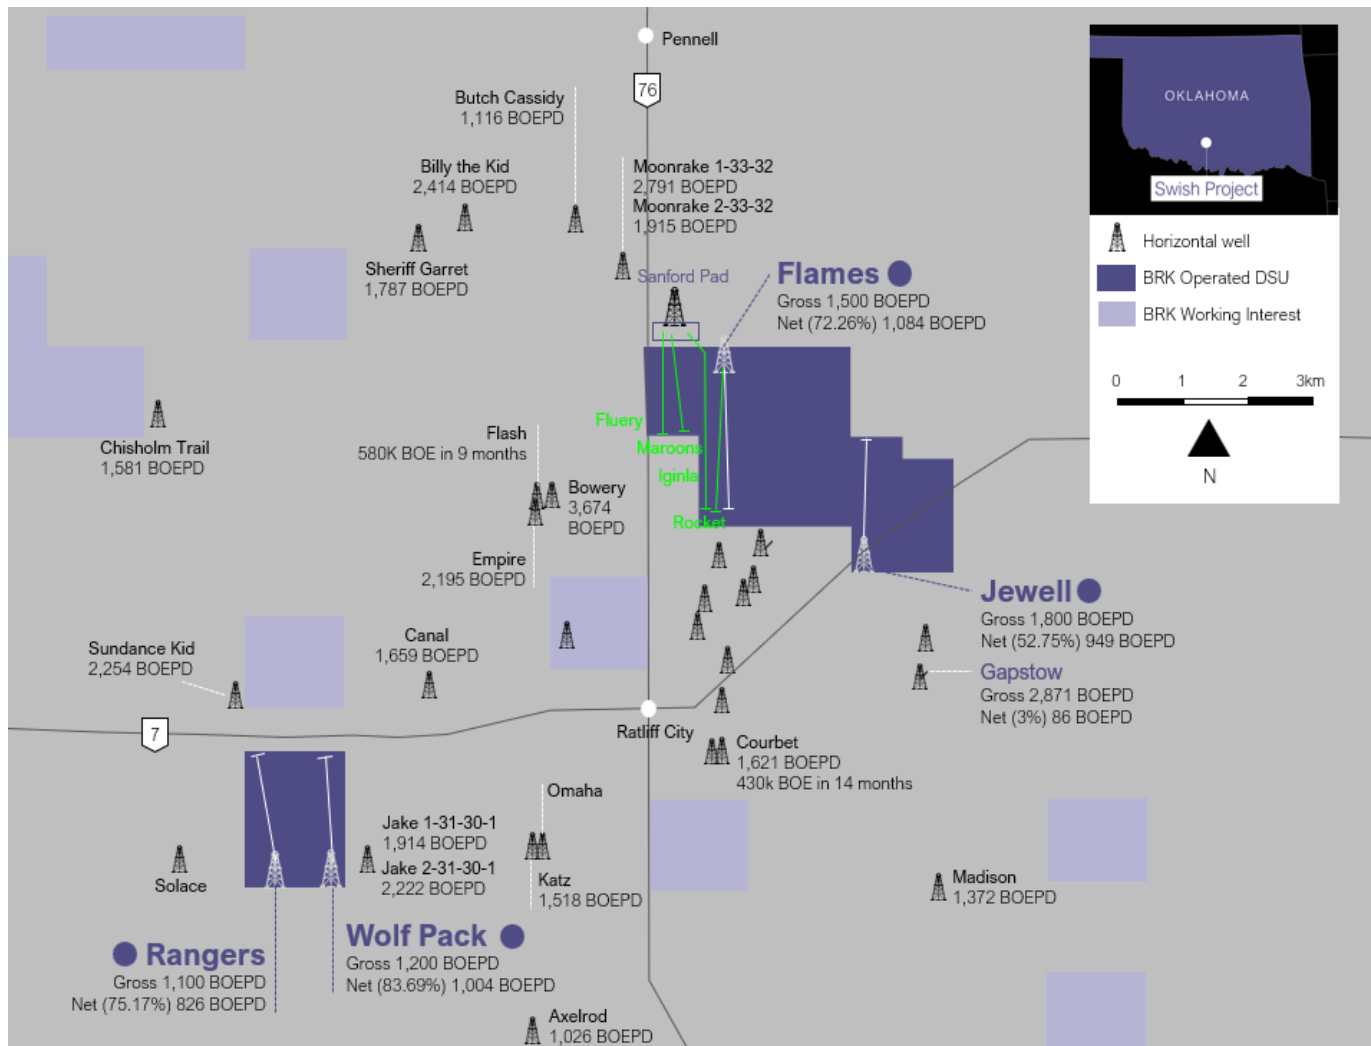 Pennell
76
Butch Cassidy
1,116 BOEPD
Billy the Kid
2,414 BOEPD
Moonrake 1-33-32
2,791 BOEPD
Moonrake 2-33-32
1,915 BOEPD
Sheriff Garret
1,787 BOEPD
Sanford Pad
Flames
Gross 1,500 BOEPD
Net (72.26%) 1,084 BOEPD
OKLAHOMA
Swish Project
Horizontal well
BRK Operated DSU
BRK Working Interest
0 1 2 3km
N
Chisholm Trail
1,581 BOEPD
Fluery
Maroons
Iginla
Rocket
Flash
580K BOE in 9 months
Bowery
3,674
BOEPD
Empire
2,195 BOEPD
Jewell
Gross 1,800 BOEPD
Net (52.75%) 949 BOEPD
Gapstow
Gross 2,871 BOEPD
Net (3%) 86 BOEPD
Sundance Kid
2,254 BOEPD
Canal
1,659 BOEPD
7
Ratliff City
Courbet
1,621 BOEPD
430k BOE in 14 months
Omaha
Jake 1-31-30-1
1,914 BOEPD
Jake 2-31-30-1
2,222 BOEPD
Solace
Katz
1,518 BOEPD
Madison
1,372 BOEPD
Rangers
Gross 1,100 BOEPD
Net (75.17%) 826 BOEPD
Wolf Pack
Gross 1,200 BOEPD
Net (83.69%) 1,004 BOEPD
Axelrod
1,026 BOEPD